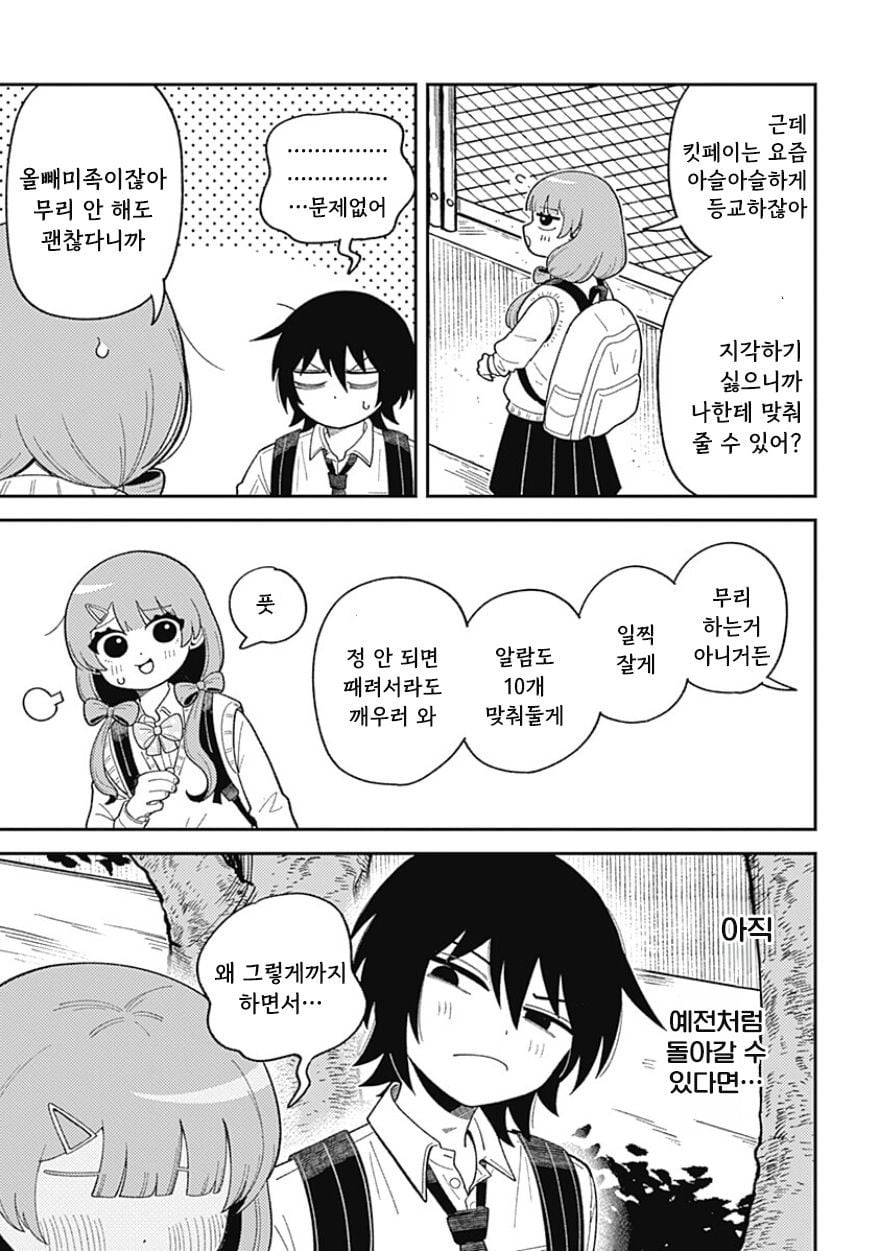 근데
킷페이는 요즘
아슬아슬하게
등교하잖아
지각하기
싫으니까
나한테 맞춰
줄 수 있어?
………………
………………
…문제없어
올빼미족이잖아
무리 안 해도
괜찮다니까
무리
하는거
아니거든
일찍
잘게
알람도
10개
맞춰둘게
정 안 되면
때려서라도
깨우러 와
풋
아직
예전처럼
돌아갈 수
있다면…
왜 그렇게까지
하면서…